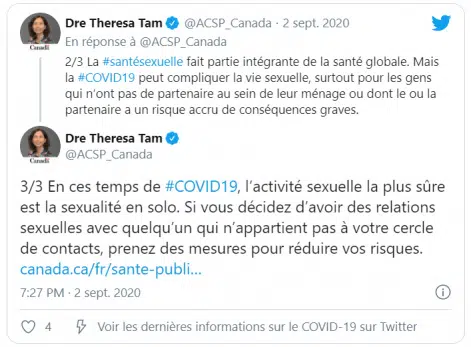 Dre Theresa Tam @ACSP_Canada · 2 sept. 2020
En réponse à @ACSP_Canada
2/3 La #santésexuelle fait partie intégrante de la santé globale. Mais
la #COVID19 peut compliquer la vie sexuelle, surtout pour les gens
qui n'ont pas de partenaire au sein de leur ménage ou dont le ou la
partenaire a un risque accru de conséquences graves.
Canada
Dre Theresa Tam
@ACSP_Canada
Canada
3/3 En ces temps de #COVID19, l'activité sexuelle la plus sûre
est la sexualité en solo. Si vous décidez d'avoir des relations
sexuelles avec quelqu'un qui n'appartient pas à votre cercle
de contacts, prenez des mesures pour réduire vos risques.
canada.ca/fr/sante-publi...
7:27 PM · 2 sept. 2020
4 Voir les dernières informations sur le COVID-19 sur Twitter